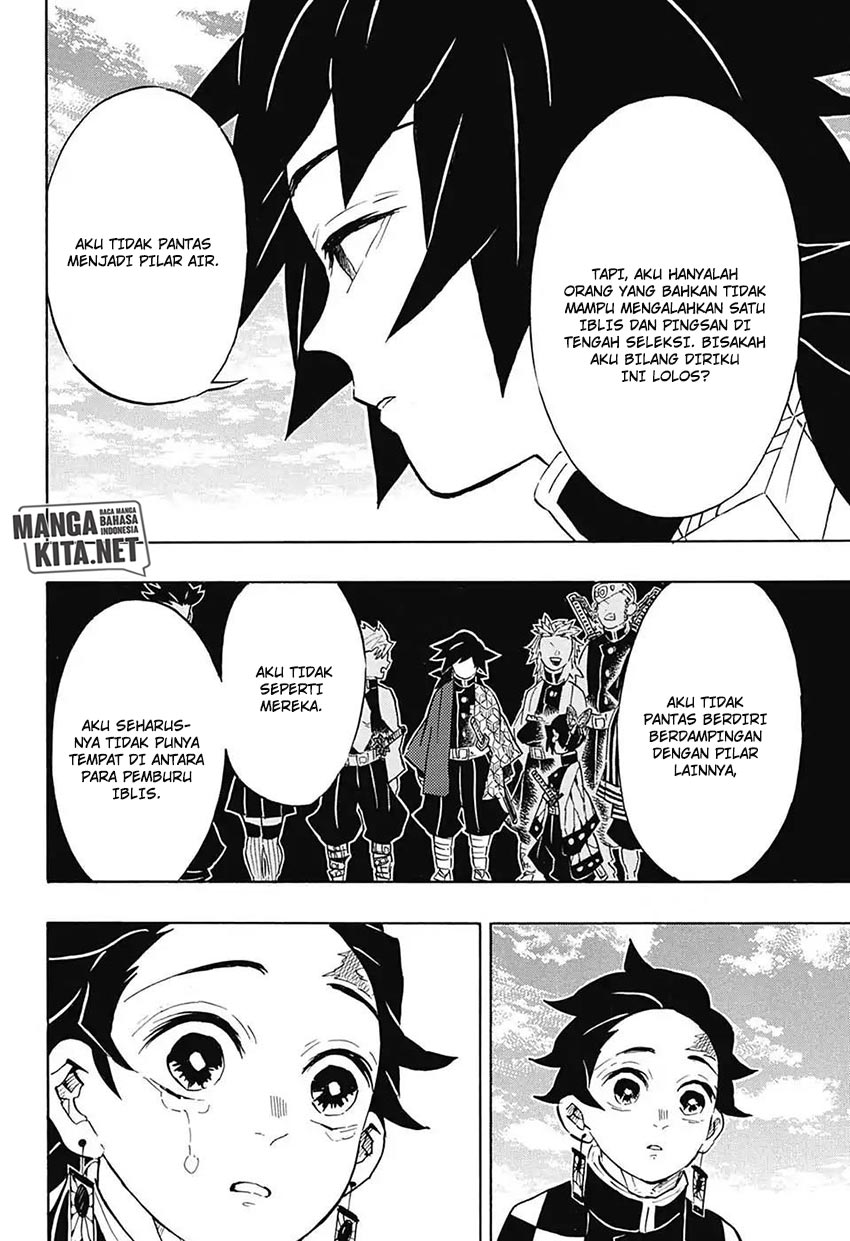 TAPI, AKU HANYALAH
ORANG YANG BAHKAN TIDAK
MAMPU MENGALAHKAN SATU
IBLIS DAN PINGSAN DI
TENGAH SELEKSI. BISAKAH
AKU BILANG DIRIKU
INI LOLOS?
AKU TIDAK PANTAS
MENJADI PILAR AIR.
MANGA
KITA.NET
BACA MANGA
BAHASA
INDONESIA
AKU TIDAK
PANTAS BERDIRI
BERDAMPINGAN
DENGAN PILAR
LAINNYA,
AKU TIDAK
SEPERTI
MEREKA.
AKU SEHARUS-
NYA TIDAK PUNYA
TEMPAT DI ANTARA
PARA PEMBURU
IBLIS.